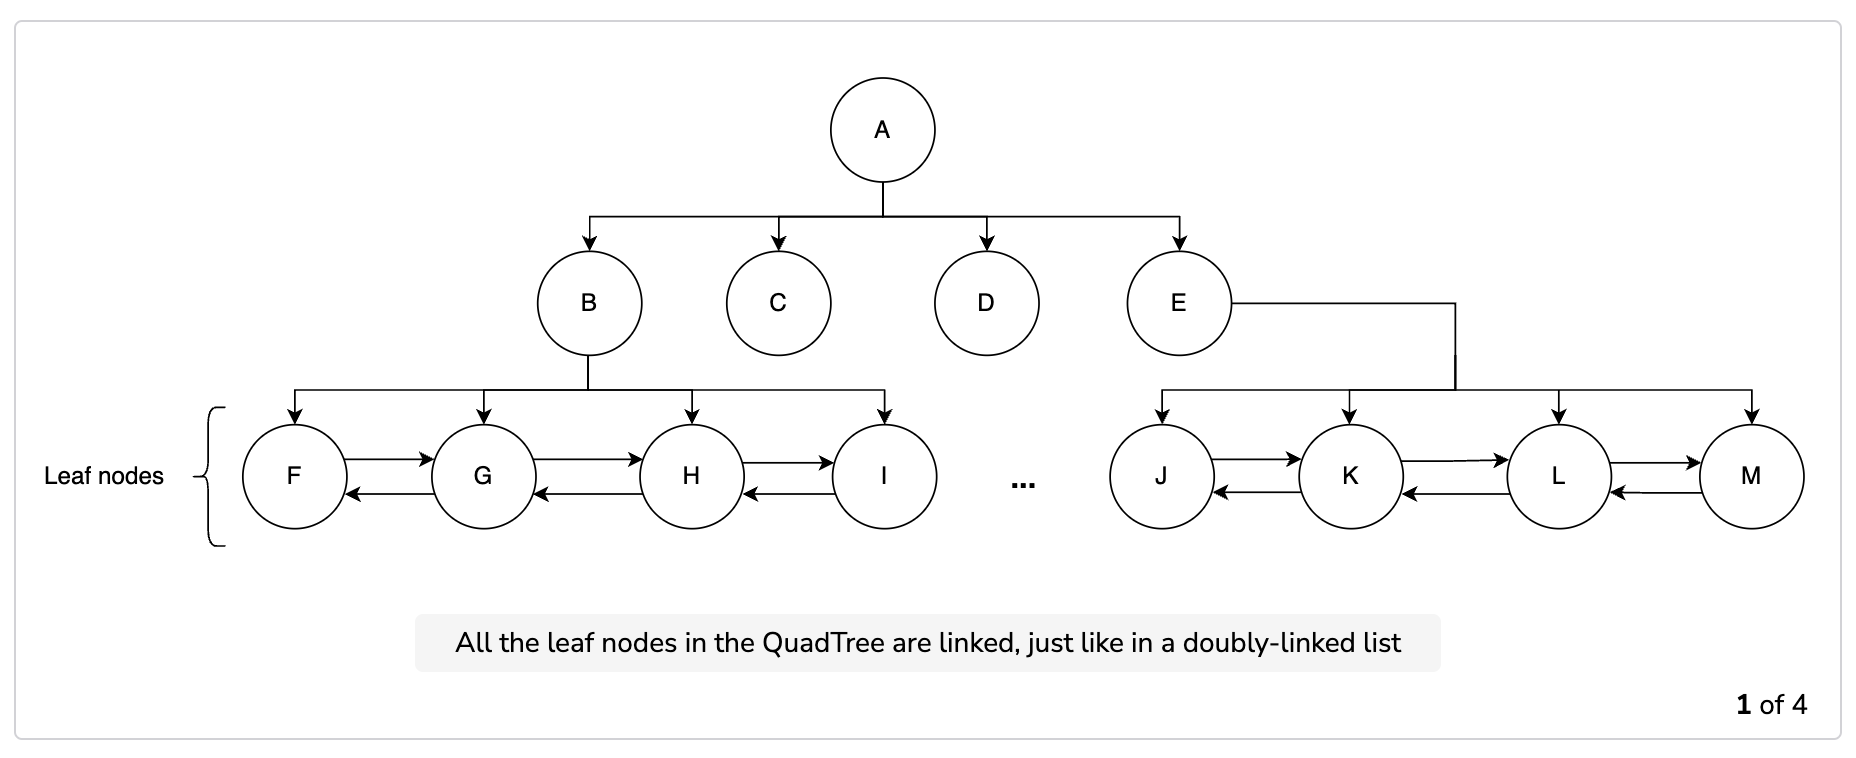 A
B
C
D
E
Leaf nodes
F
G
H
I
...
J
K
L
M
All the leaf nodes in the QuadTree are linked, just like in a doubly-linked list
1 of 4